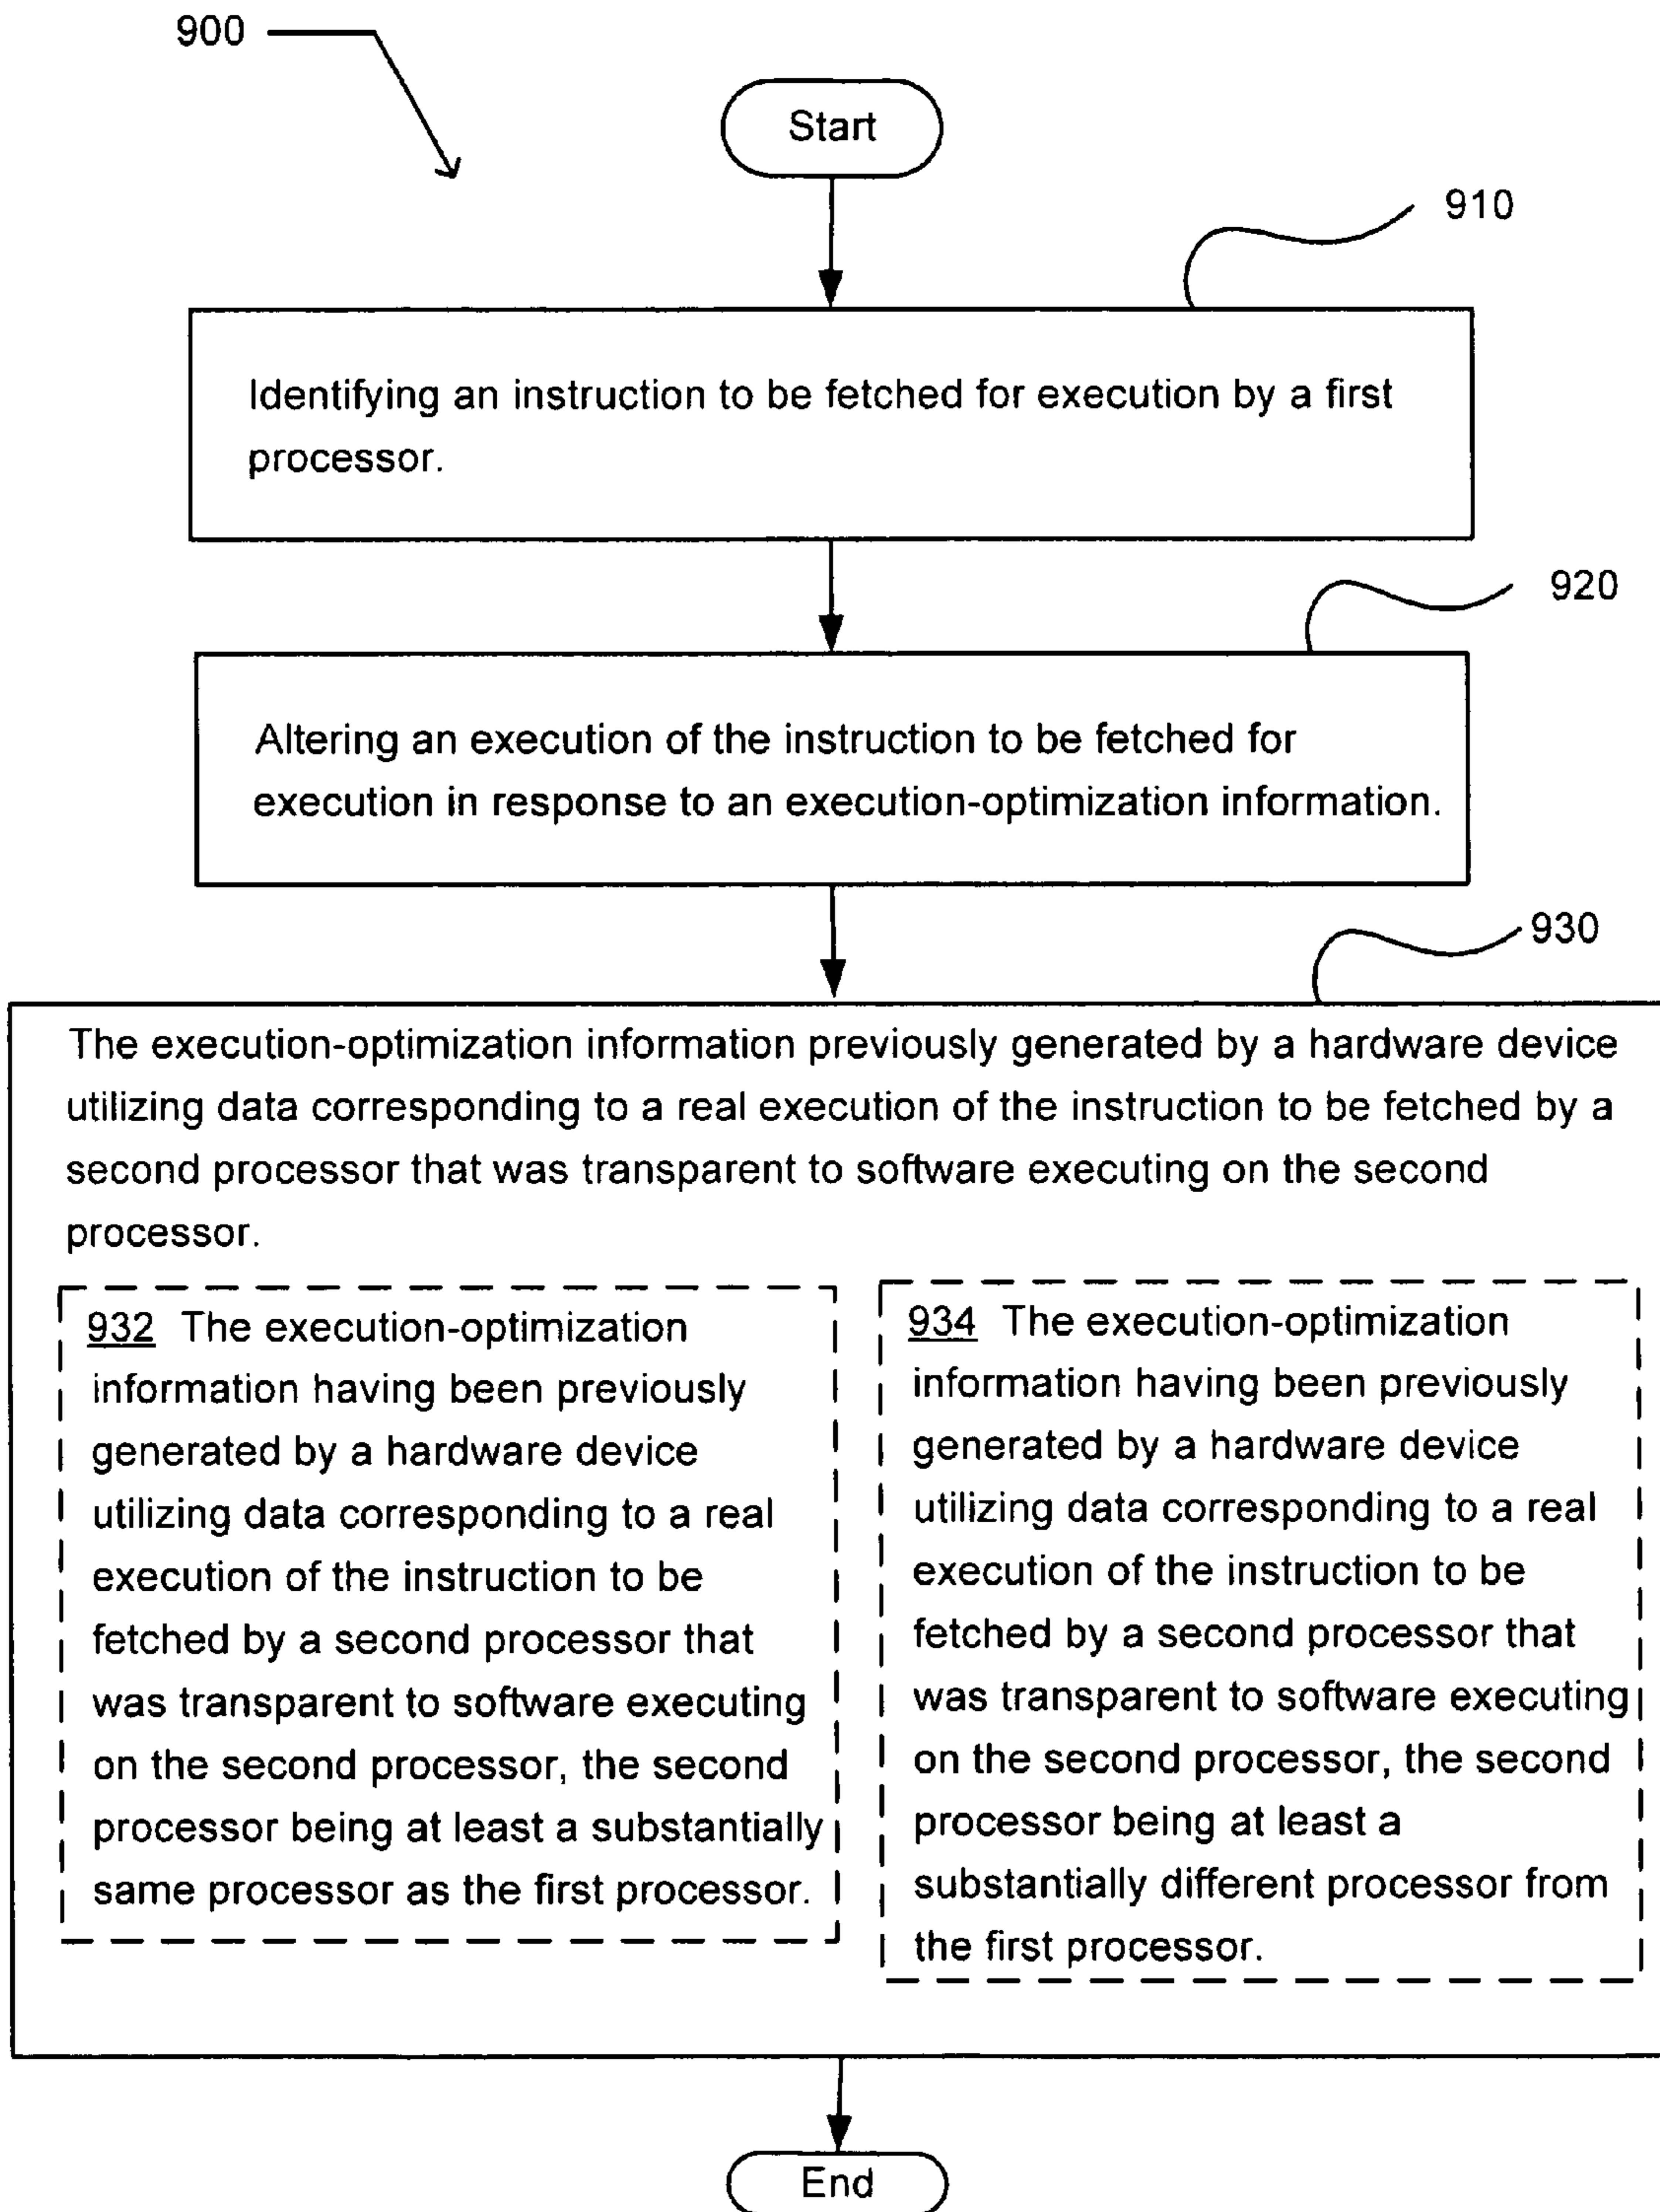 900
Start
910
Identifying an instruction to be fetched for execution by a first
processor.
920
Altering an execution of the instruction to be fetched for
execution in response to an execution-optimization information.
930
The execution-optimization information previously generated by a hardware device
utilizing data corresponding to a real execution of the instruction to be fetched by a
second processor that was transparent to software executing on the second
processor.
932 The execution-optimization
information having been previously
generated by a hardware device
utilizing data corresponding to a real
execution of the instruction to be
fetched by a second processor that
was transparent to software executing
on the second processor, the second
processor being at least a substantially
same processor as the first processor.
934 The execution-optimization
information having been previously
generated by a hardware device
utilizing data corresponding to a real
execution of the instruction to be
fetched by a second processor that
was transparent to software executing
on the second processor, the second
processor being at least a
substantially different processor from
the first processor.
End